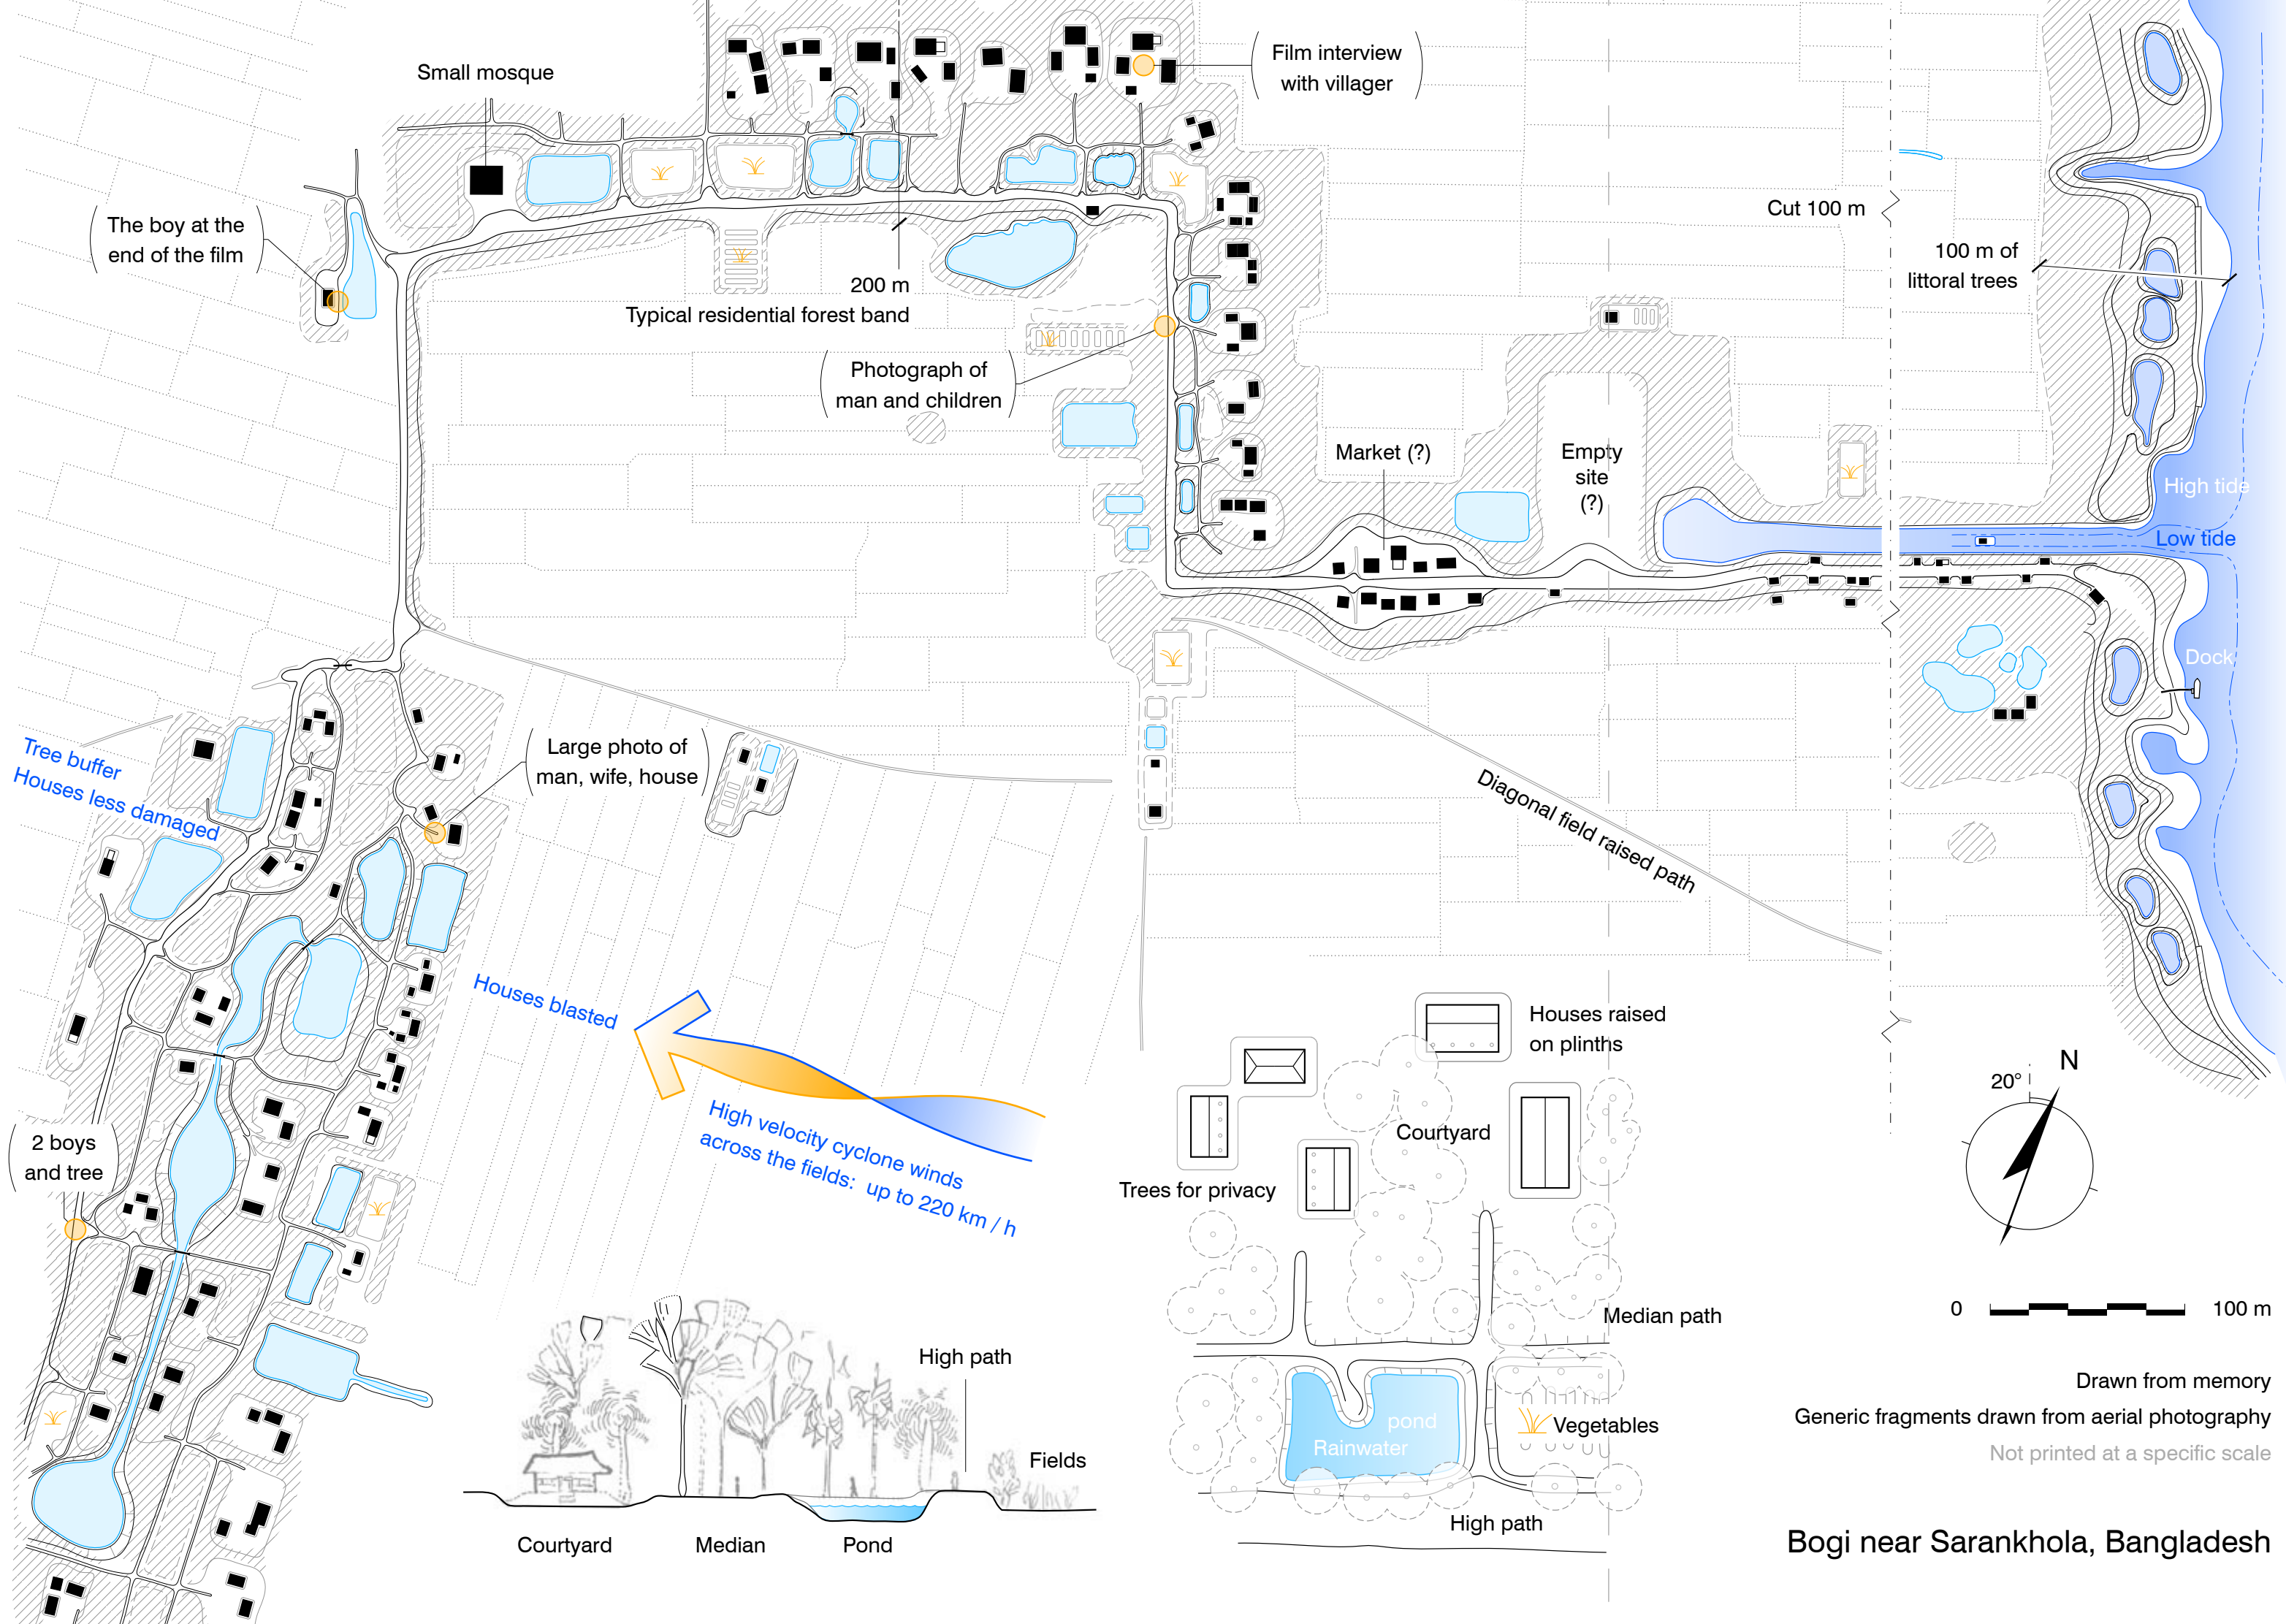 Small mosque
Film interview
with villager
The boy at the
end of the film
Cut 100 m
100 m of
littoral trees
200 m
Typical residential forest band
Photograph of
man and children
Market (?)
Empty
site
(?)
High tide
Low tide
Dock
Large photo of
man, wife, house
Tree buffer
Houses less damaged
Diagonal field raised path
Houses blasted
High velocity cyclone winds
across the fields: up to 220 km / h
2 boys
and tree
Houses raised
on plinths
Courtyard
Trees for privacy
Median path
pond
Rainwater
Vegetables
High path
High path
Fields
Courtyard
Median
Pond
N
20°
0
100 m
Drawn from memory
Generic fragments drawn from aerial photography
Not printed at a specific scale
Bogi near Sarankhola, Bangladesh